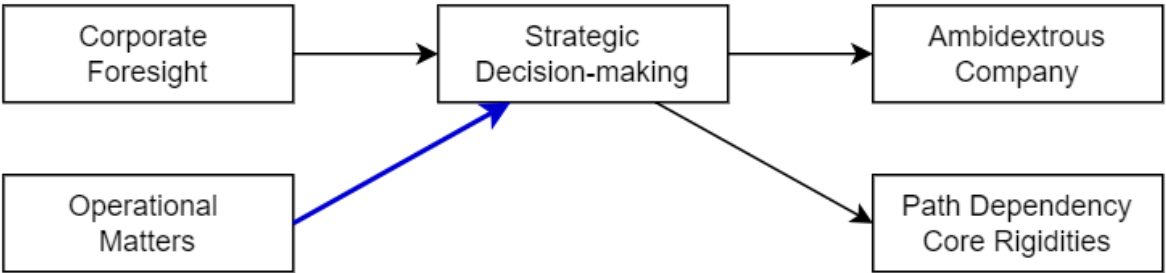 Corporate
Foresight
Strategic
Decision-making
Ambidextrous
Company
Operational
Matters
Path Dependency
Core Rigidities